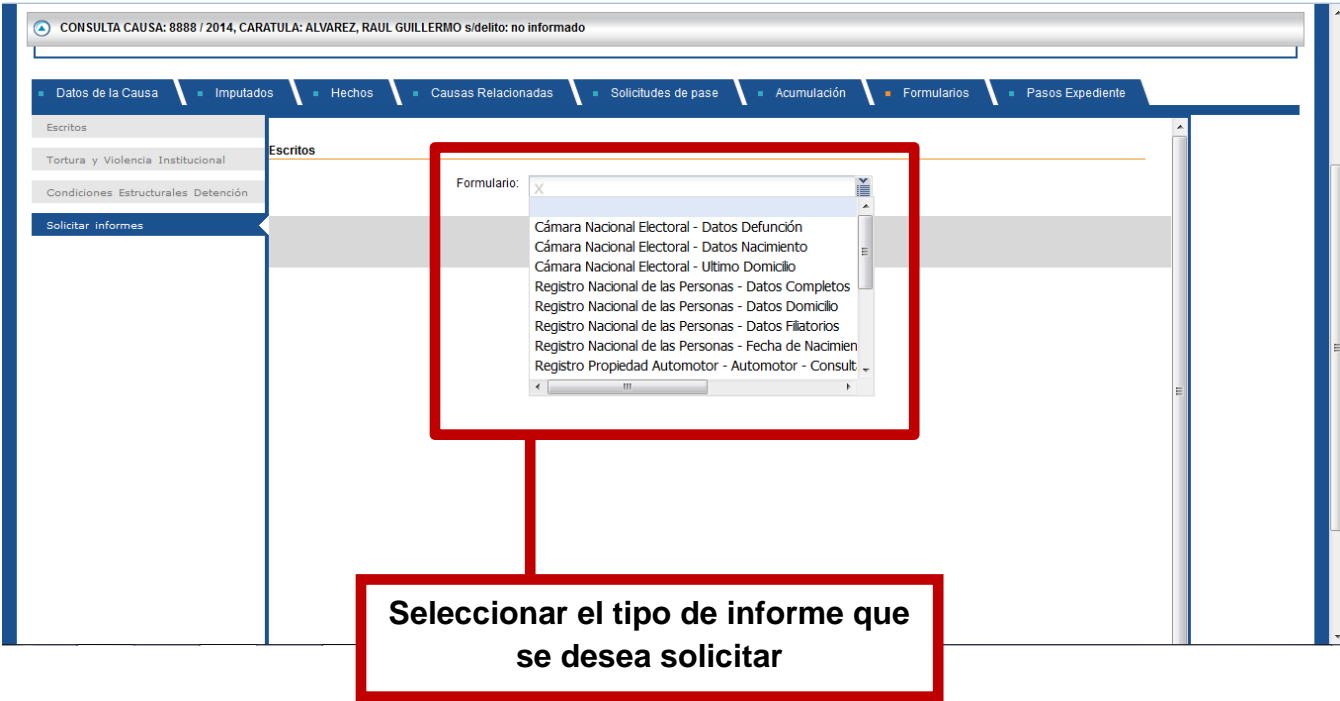 CONSULTA CAUSA: 8888 / 2014, CARATULA: ALVAREZ, RAUL GUILLERMO s/delito: no informado
Datos de la Causa Imputados Hechos Causas Relacionadas Solicitudes de pase Acumulación Formularios Pasos Expediente
Escritos
Tortura y Violencia Institucional
Condiciones Estructurales Detención
Solicitar informes
Escritos
Formulario:
X
Cámara Nacional Electoral - Datos Defunción
Cámara Nacional Electoral - Datos Nacimiento
Cámara Nacional Electoral - Ultimo Domicilio
Registro Nacional de las Personas - Datos Completos
Registro Nacional de las Personas - Datos Domicilio
Registro Nacional de las Personas - Datos Filiatorios
Registro Nacional de las Personas - Fecha de Nacimien
Registro Propiedad Automotor - Automotor - Consult
Seleccionar el tipo de informe que
se desea solicitar